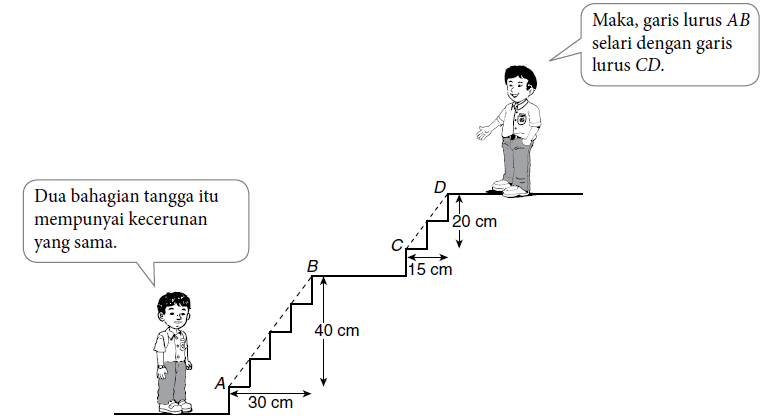 Maka, garis lurus AB
selari dengan garis
lurus CD.
Dua bahagian tangga itu
mempunyai kecerunan
yang sama.
D
20 cm
C
15 cm
B
40 cm
A
30 cm